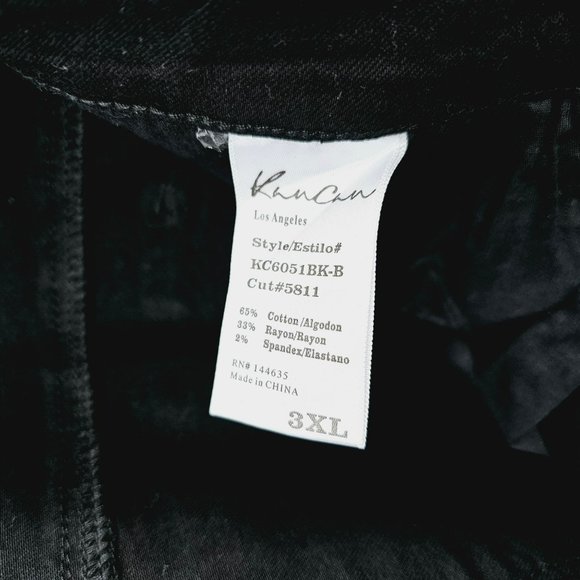 KanCan
Los Angeles
Style/Estilo#
KC6051BK-B
Cut#5811
65% Cotton/Algodon
33% Rayon/Rayon
2% Spandex/Elastano
RN# 144635
Made in CHINA
3XL